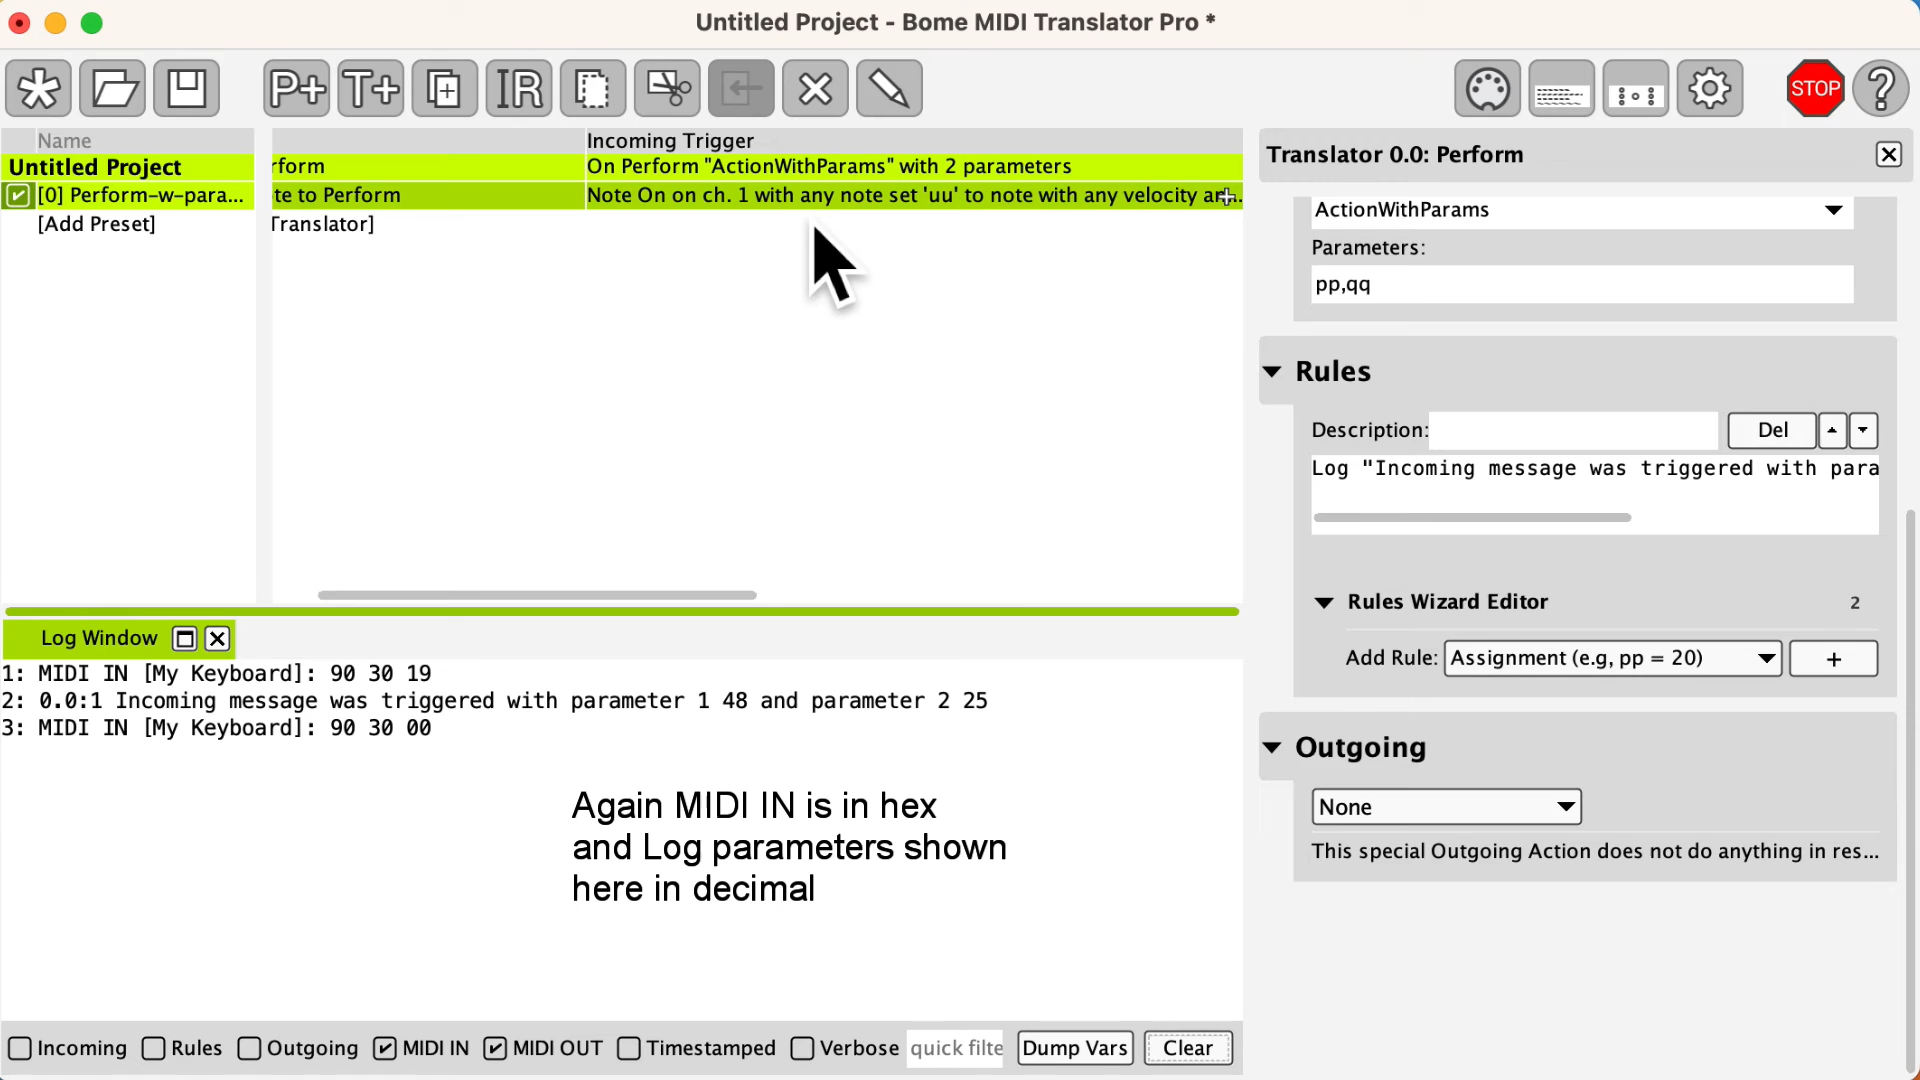 Untitled Project - Bome MIDI Translator Pro *
P+ T+ IR STOP ?
Name
Incoming Trigger
Untitled Project
rform
On Perform "ActionWithParams" with 2 parameters
[0] Perform-w-para...
te to Perform
Note On on ch. 1 with any note set 'uu' to note with any velocity an...
[Add Preset]
Translator]
Log Window
1: MIDI IN [My Keyboard]: 90 30 19
2: 0.0:1 Incoming message was triggered with parameter 1 48 and parameter 2 25
3: MIDI IN [My Keyboard]: 90 30 00
Again MIDI IN is in hex
and Log parameters shown
here in decimal
Incoming Rules Outgoing MIDI IN MIDI OUT Timestamped Verbose quick filte Dump Vars Clear
Translator 0.0: Perform
ActionWithParams
Parameters:
pp,qq
Rules
Description: Del
Log "Incoming message was triggered with para
Rules Wizard Editor 2
Add Rule: Assignment (e.g, pp = 20) +
Outgoing
None
This special Outgoing Action does not do anything in res...